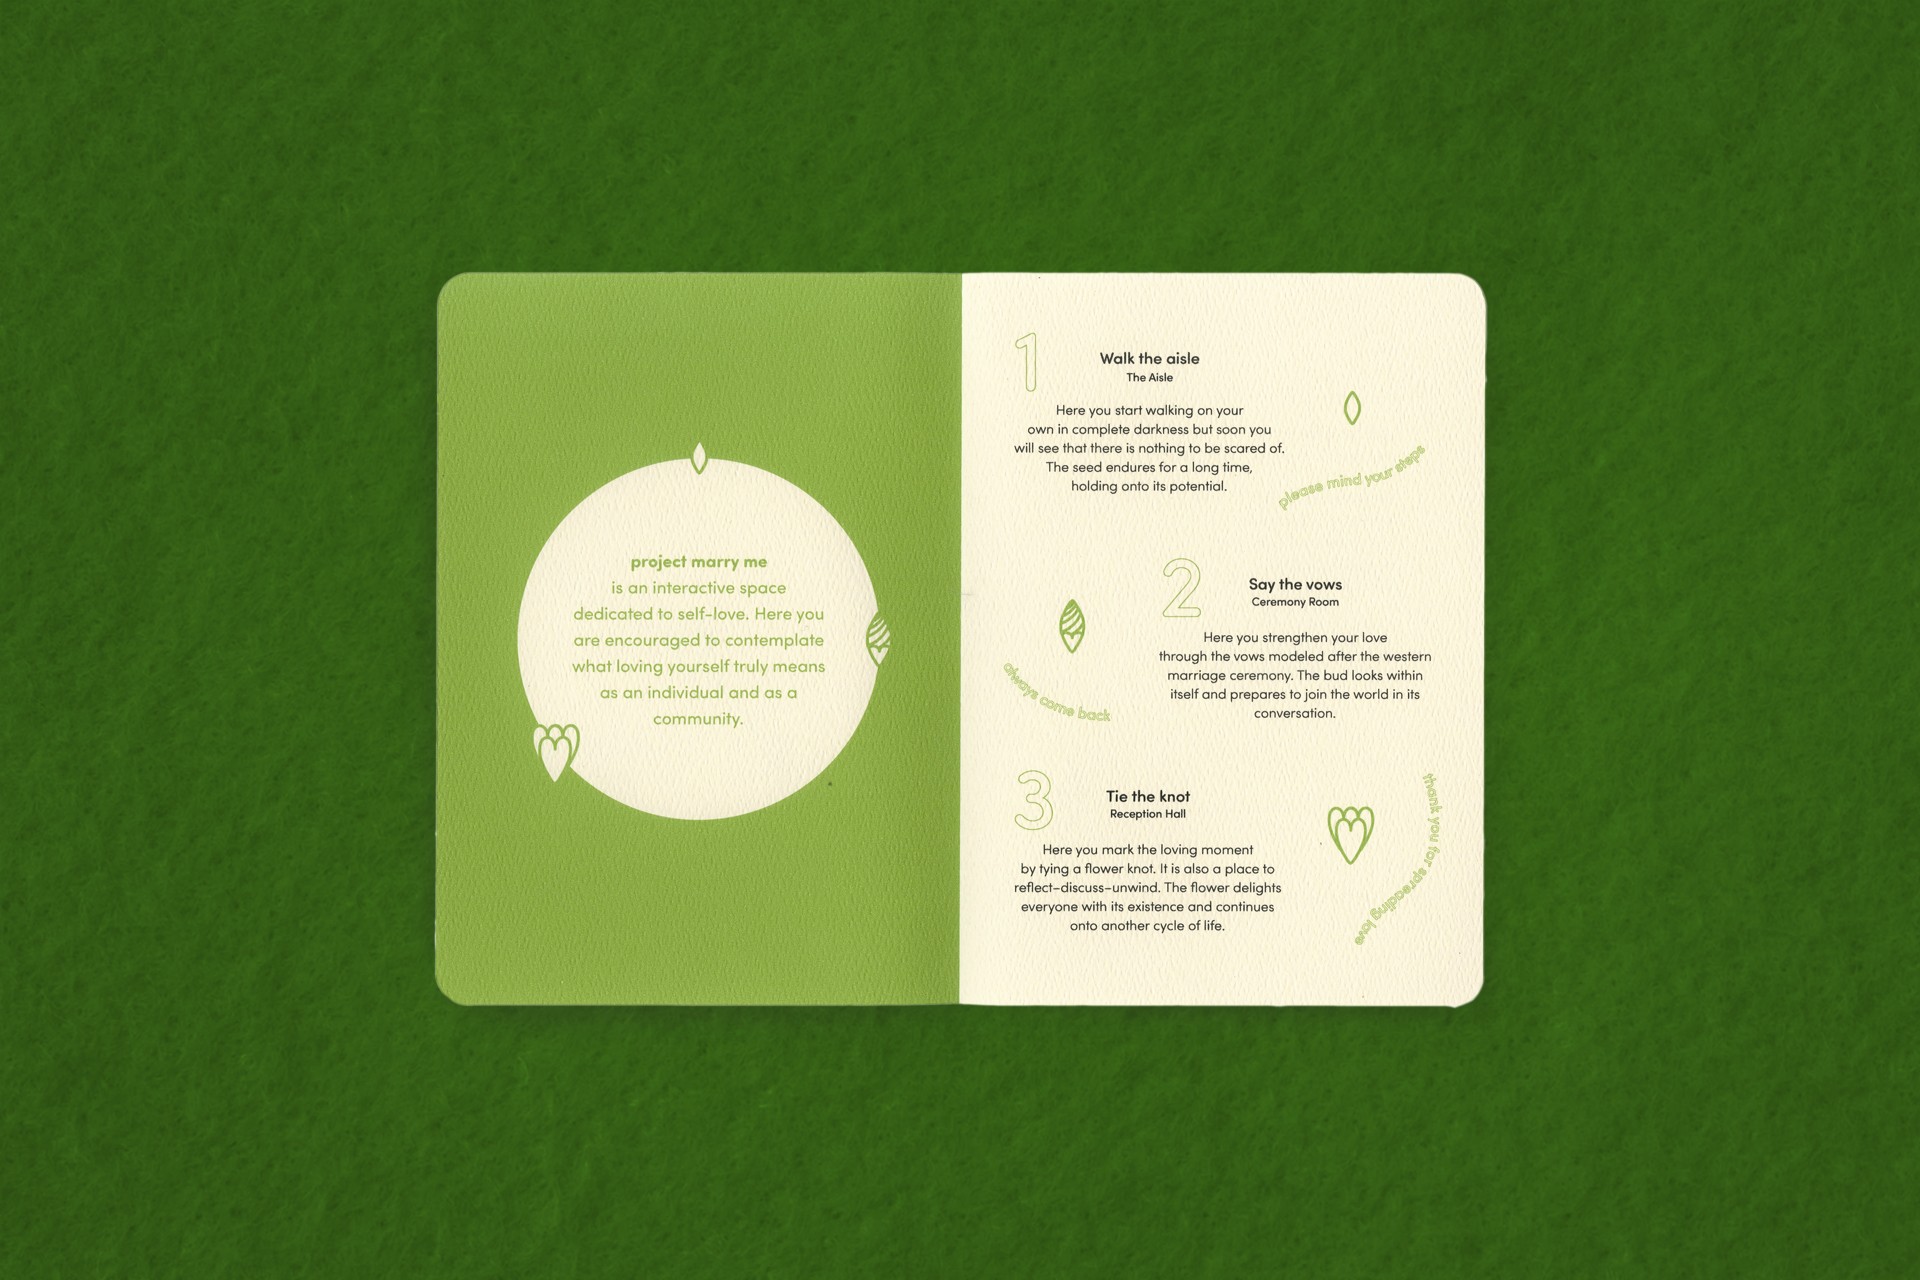 project marry me
is an interactive space
dedicated to self-love. Here you
are encouraged to contemplate
what loving yourself truly means
as an individual and as a
community.
1
Walk the aisle
The Aisle
Here you start walking on your
own in complete darkness but soon you
will see that there is nothing to be scared of.
The seed endures for a long time,
holding onto its potential.
please mind your steps
2
Say the vows
Ceremony Room
Here you strengthen your love
through the vows modeled after the western
marriage ceremony. The bud looks within
itself and prepares to join the world in its
conversation.
always come back
3
Tie the knot
Reception Hall
Here you mark the loving moment
by tying a flower knot. It is also a place to
reflect-discuss-unwind. The flower delights
everyone with its existence and continues
onto another cycle of life.
thank you for spreading love